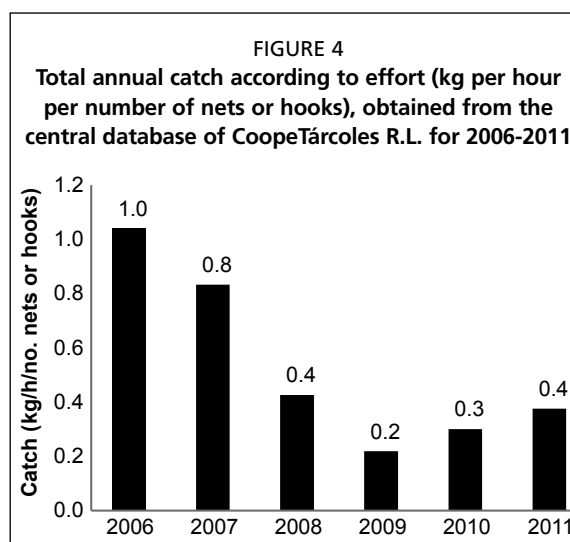 FIGURE 4
Total annual catch according to effort (kg per hour
per number of nets or hooks), obtained from the
central database of CoopeTárcoles R.L. for 2006-2011
Catch (kg/h/no. nets or hooks)
1.2
1.0
0.8
0.6
0.4
0.2
0.0
1.0
0.8
0.4
0.2
0.3
0.4
2006 2007 2008 2009 2010 2011